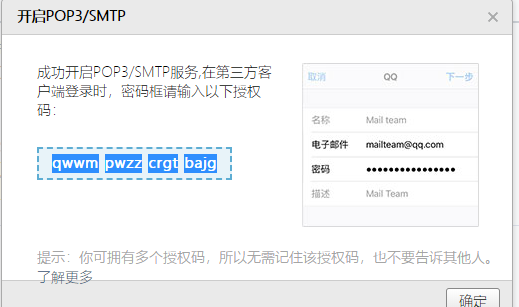 开启POP3/SMTP
成功开启POP3/SMTP服务,在第三方客
户端登录时，密码框请输入以下授权
码：
qwwm pwzz crgt bajg
取消 QQ 下一步
名称 Mail team
电子邮件 mailteam@qq.com
密码 ●●●●●●●●●●●●●●●●
描述 Mail Team
提示：你可拥有多个授权码，所以无需记住该授权码，也不要告诉其他人。
了解更多
确定